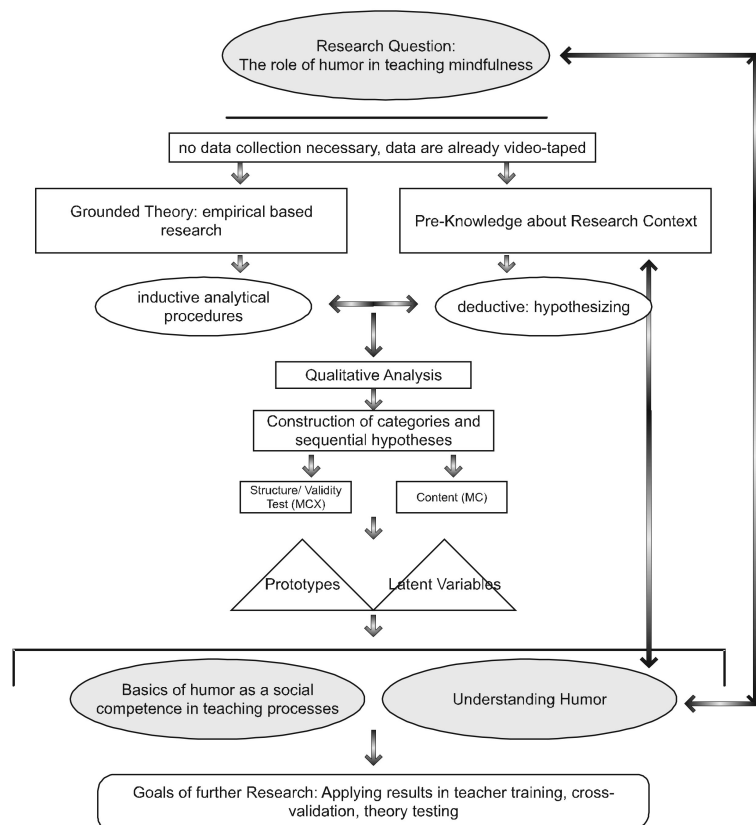 Research Question:
The role of humor in teaching mindfulness
no data collection necessary, data are already video-taped
Grounded Theory: empirical based
research
Pre-Knowledge about Research Context
inductive analytical
procedures
deductive: hypothesizing
Qualitative Analysis
Construction of categories and
sequential hypotheses
Structure/ Validity
Test (MCX)
Content (MC)
Prototypes
Latent Variables
Basics of humor as a social
competence in teaching processes
Understanding Humor
Goals of further Research: Applying results in teacher training, cross-
validation, theory testing